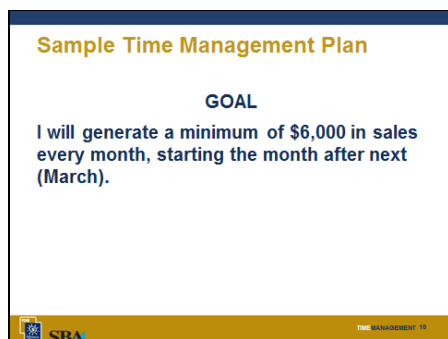 Sample Time Management Plan
GOAL
I will generate a minimum of $6,000 in sales
every month, starting the month after next
(March).
SBA
TIME MANAGEMENT 10